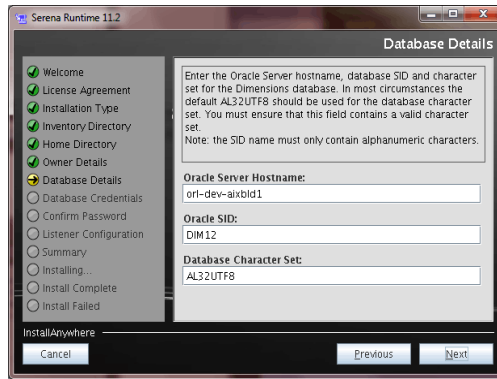 Serena Runtime 11.2
Database Details
Welcome
License Agreement
Installation Type
Inventory Directory
Home Directory
Owner Details
Database Details
Database Credentials
Confirm Password
Listener Configuration
Summary
Installing...
Install Complete
Install Failed
Enter the Oracle Server hostname, database SID and character
set for the Dimensions database. In most circumstances the
default AL32UTF8 should be used for the database character
set. You must ensure that this field contains a valid character
set.
Note: the SID name must only contain alphanumeric characters.
Oracle Server Hostname:
orl-dev-aixbld1
Oracle SID:
DIM12
Database Character Set:
AL32UTF8
InstallAnywhere
Cancel
Previous
Next